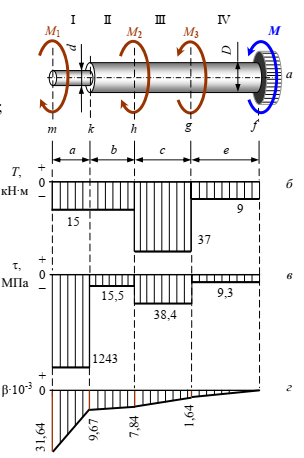 I II III IV
M₁ d M₂ M₃ D M
а
;
m k h g f
a b c e
T,
кН·м
+
0
−
15
9
37
б
τ,
МПа
+
0
−
15,5
9,3
38,4
1243
в
β·10⁻³
0
г
31,64
9,67
7,84
1,64